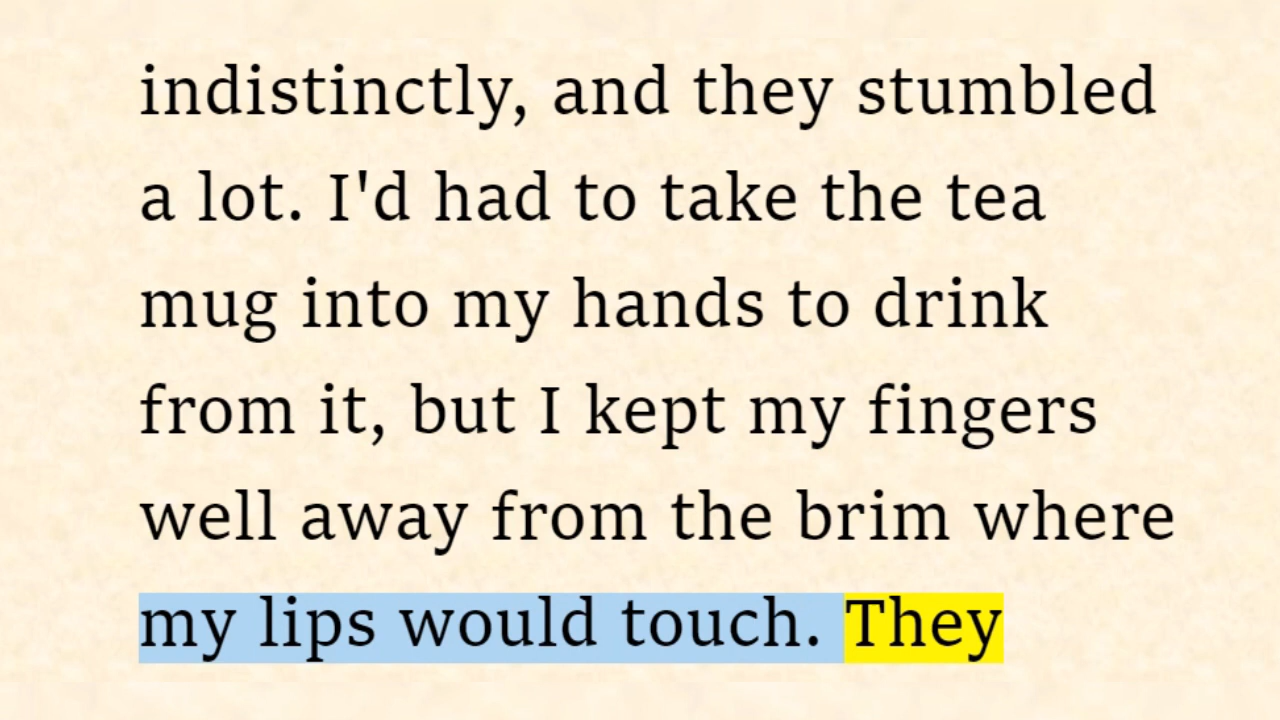 indistinctly, and they stumbled
a lot. I'd had to take the tea
mug into my hands to drink
from it, but I kept my fingers
well away from the brim where
my lips would touch. They